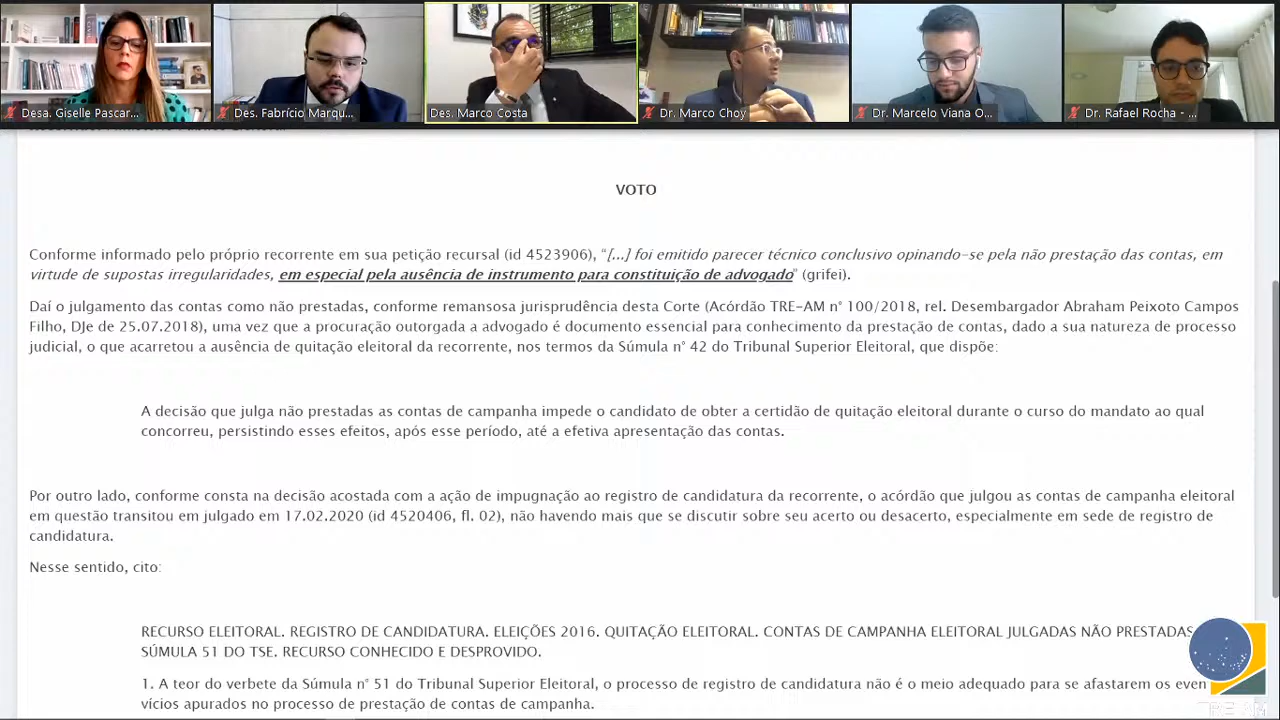 Desa. Giselle Pascar...
Des. Fabrício Marqu...
Des. Marco Costa
Dr. Marco Choy
Dr. Marcelo Viana O...
Dr. Rafael Rocha - ...
VOTO
Conforme informado pelo próprio recorrente em sua petição recursal (id 4523906), "[...] foi emitido parecer técnico conclusivo opinando-se pela não prestação das contas, em
virtude de supostas irregularidades, em especial pela ausência de instrumento para constituição de advogado" (grifei).
Daí o julgamento das contas como não prestadas, conforme remansosa jurisprudência desta Corte (Acórdão TRE-AM n° 100/2018, rel. Desembargador Abraham Peixoto Campos
Filho, DJe de 25.07.2018), uma vez que a procuração outorgada a advogado é documento essencial para conhecimento da prestação de contas, dado a sua natureza de processo
judicial, o que acarretou a ausência de quitação eleitoral da recorrente, nos termos da Súmula n° 42 do Tribunal Superior Eleitoral, que dispõe:
A decisão que julga não prestadas as contas de campanha impede o candidato de obter a certidão de quitação eleitoral durante o curso do mandato ao qual
concorreu, persistindo esses efeitos, após esse período, até a efetiva apresentação das contas.
Por outro lado, conforme consta na decisão acostada com a ação de impugnação ao registro de candidatura da recorrente, o acórdão que julgou as contas de campanha eleitoral
em questão transitou em julgado em 17.02.2020 (id 4520406, fl. 02), não havendo mais que se discutir sobre seu acerto ou desacerto, especialmente em sede de registro de
candidatura.
Nesse sentido, cito:
RECURSO ELEITORAL. REGISTRO DE CANDIDATURA. ELEIÇÕES 2016. QUITAÇÃO ELEITORAL. CONTAS DE CAMPANHA ELEITORAL JULGADAS NÃO PRESTADAS
SÚMULA 51 DO TSE. RECURSO CONHECIDO E DESPROVIDO.
1. A teor do verbete da Súmula n° 51 do Tribunal Superior Eleitoral, o processo de registro de candidatura não é o meio adequado para se afastarem os even
vícios apurados no processo de prestação de contas de campanha.
TRE-AM